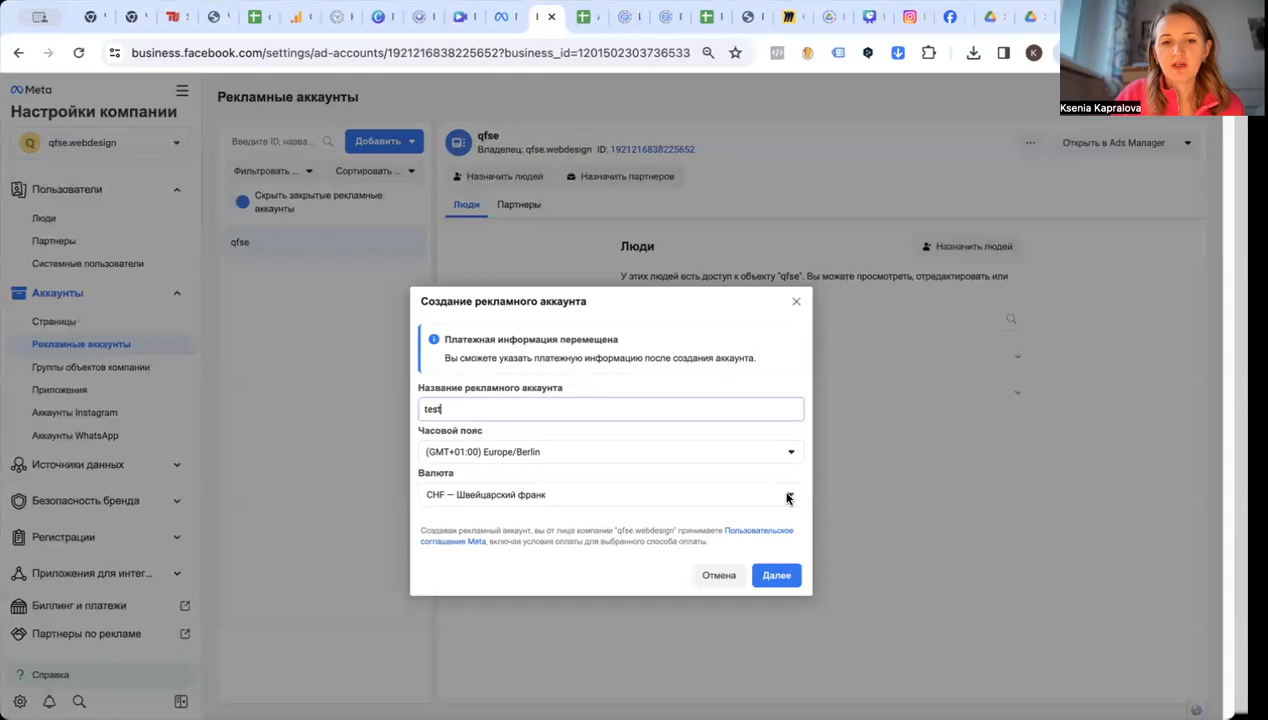 business.facebook.com/settings/ad-accounts/1921216838225652?business_id=1201502303736533
K
Ksenia Kapralova
Meta
Настройки компании
Q
qfse.webdesign
Пользователи
Люди
Партнеры
Системные пользователи
Аккаунты
Страницы
Рекламные аккаунты
Группы объектов компании
Приложения
Аккаунты Instagram
Аккаунты WhatsApp
Источники данных
Безопасность бренда
Регистрации
Приложения для интег...
Биллинг и платежи
Партнеры по рекламе
? Справка
Рекламные аккаунты
Введите ID, назва...
Добавить
Фильтровать ...
Сортировать ...
Скрыть закрытые рекламные
аккаунты
qfse
qfse
Владелец: qfse.webdesign ID: 1921216838225652
... Открыть в Ads Manager
Назначить людей
Назначить партнеров
Люди
Партнеры
Люди
Назначить людей
У этих людей есть доступ к объекту "qfse". Вы можете просмотреть, отредактировать или
Создание рекламного аккаунта
Платежная информация перемещена
Вы сможете указать платежную информацию после создания аккаунта.
Название рекламного аккаунта
test
Часовой пояс
(GMT+01:00) Europe/Berlin
Валюта
CHF — Швейцарский франк
Создавая рекламный аккаунт, вы от лица компании "qfse.webdesign" принимаете Пользовательское
соглашение Meta, включая условия оплаты для выбранного способа оплаты.
Отмена
Далее